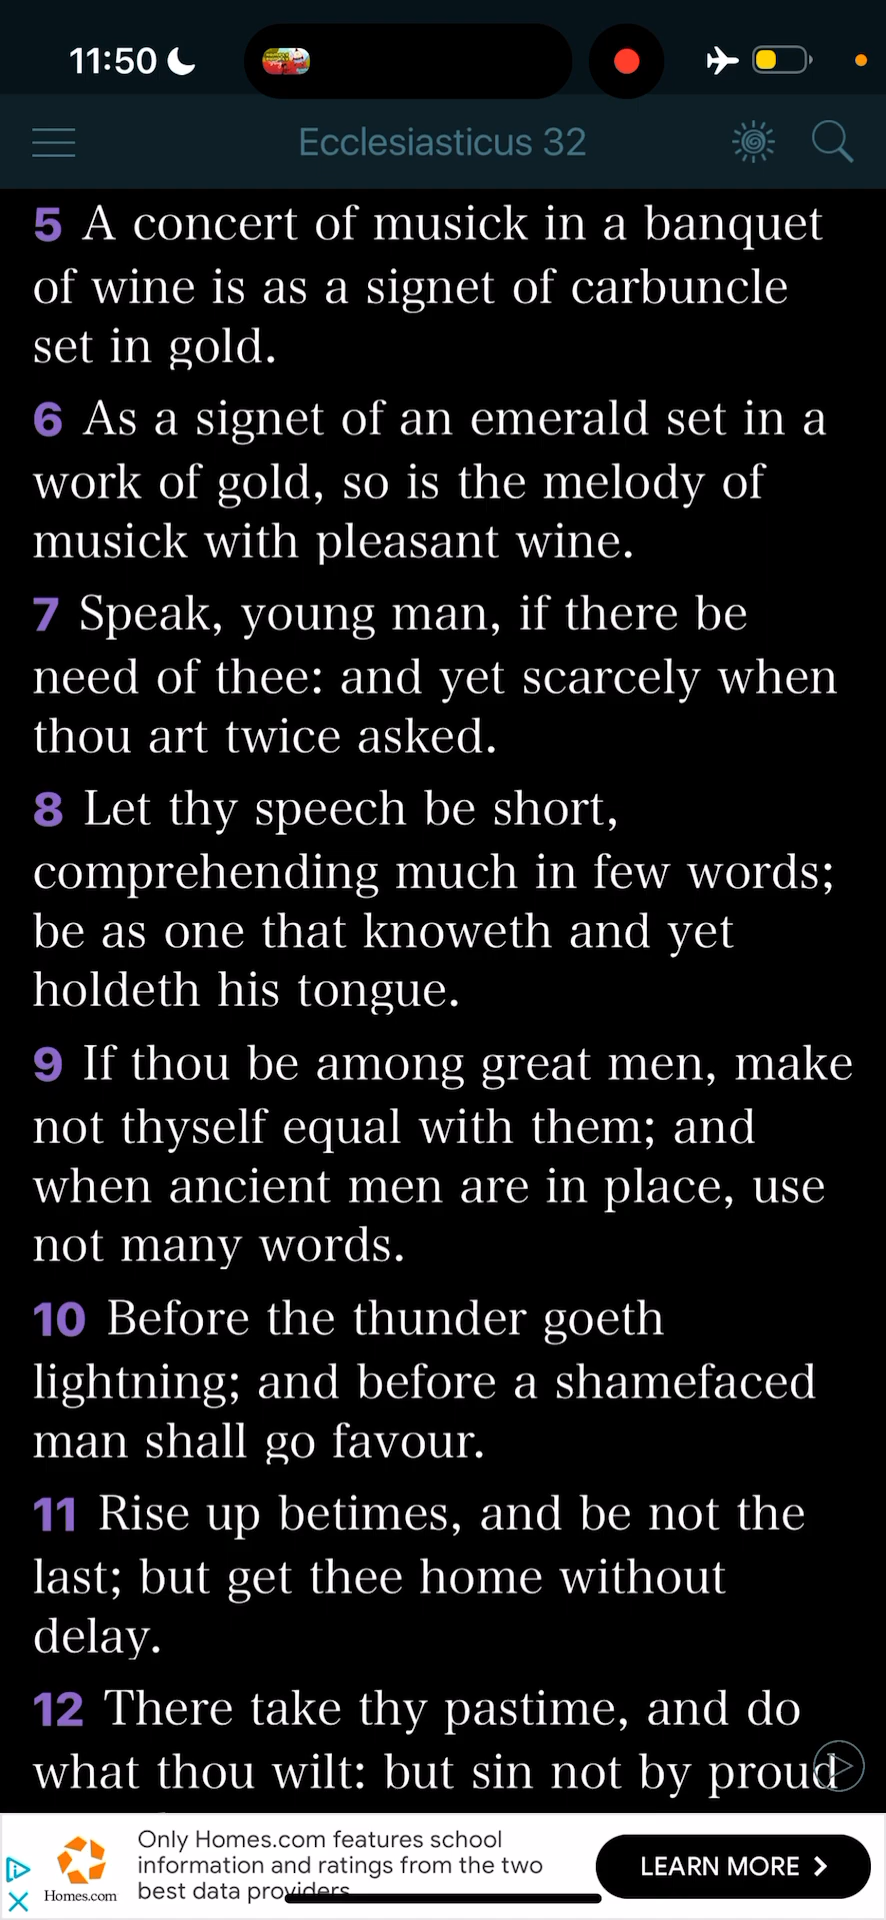 11:50
Ecclesiasticus 32
5 A concert of musick in a banquet
of wine is as a signet of carbuncle
set in gold.
6 As a signet of an emerald set in a
work of gold, so is the melody of
musick with pleasant wine.
7 Speak, young man, if there be
need of thee: and yet scarcely when
thou art twice asked.
8 Let thy speech be short,
comprehending much in few words;
be as one that knoweth and yet
holdeth his tongue.
9 If thou be among great men, make
not thyself equal with them; and
when ancient men are in place, use
not many words.
10 Before the thunder goeth
lightning; and before a shamefaced
man shall go favour.
11 Rise up betimes, and be not the
last; but get thee home without
delay.
12 There take thy pastime, and do
what thou wilt: but sin not by proud
Only Homes.com features school
information and ratings from the two
best data providers
Homes.com
LEARN MORE